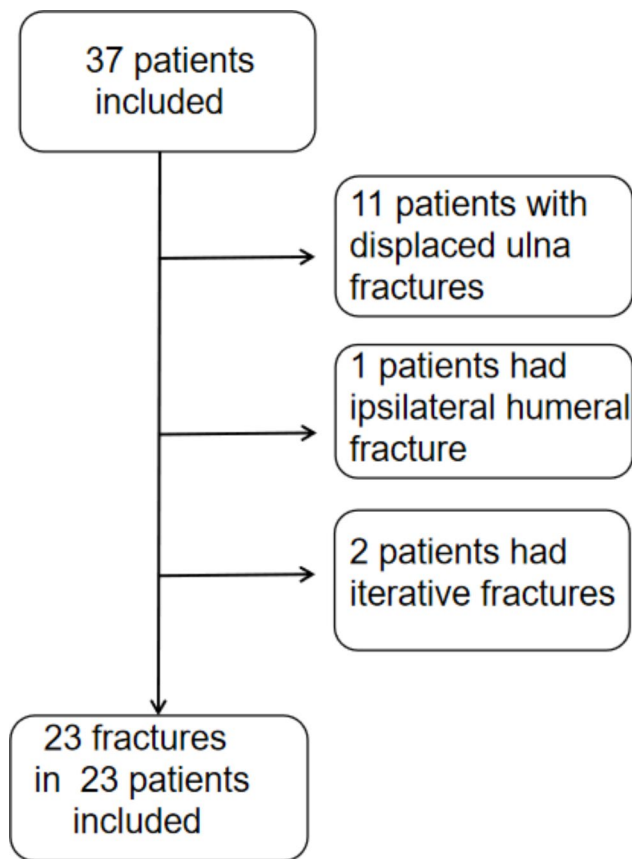 37 patients
included
11 patients with
displaced ulna
fractures
1 patients had
ipsilateral humeral
fracture
2 patients had
iterative fractures
23 fractures
in 23 patients
included